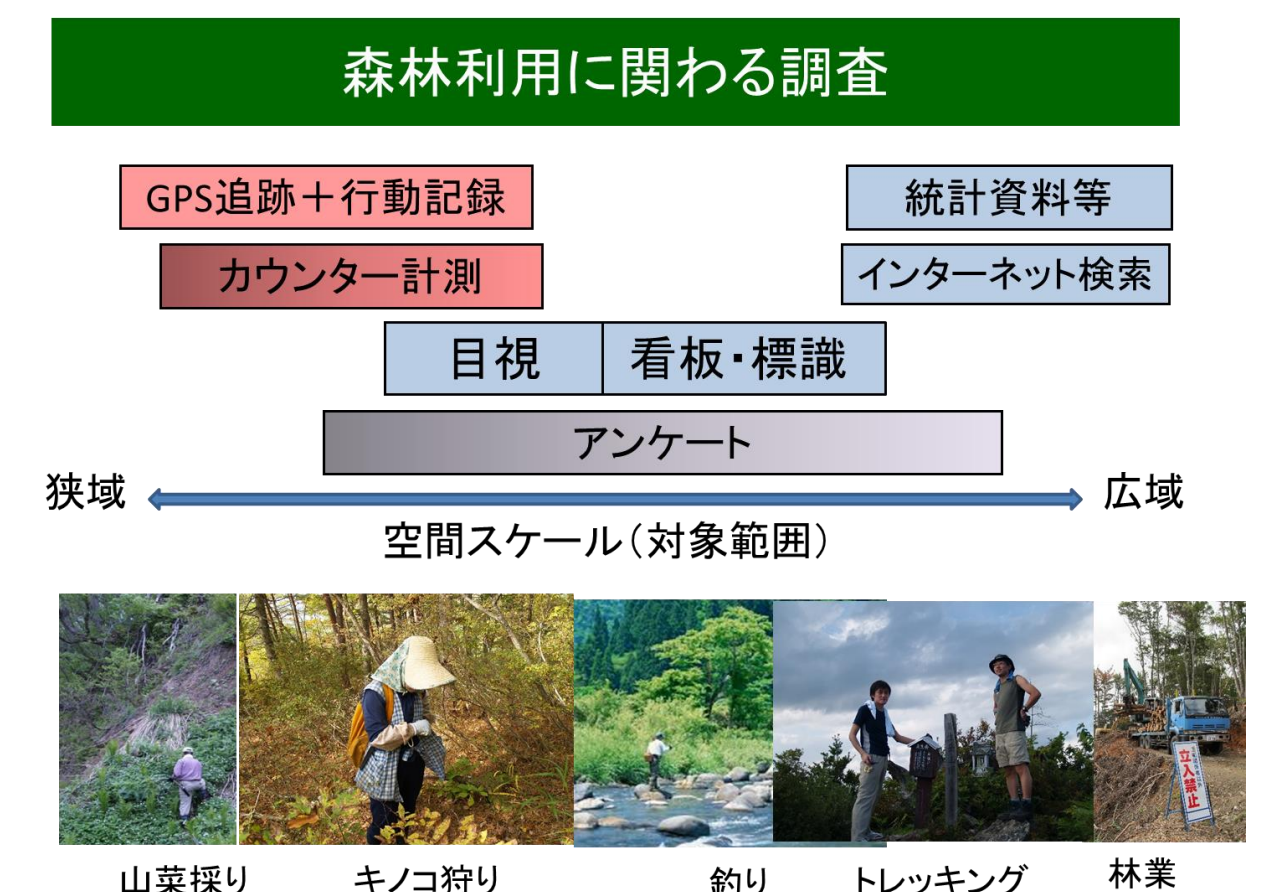 森林利用に関わる調査
GPS追跡＋行動記録
統計資料等
カウンター計測
インターネット検索
目視
看板・標識
アンケート
狭域
広域
空間スケール（対象範囲）
立入禁止
山菜採り
キノコ狩り
釣り
トレッキング
林業